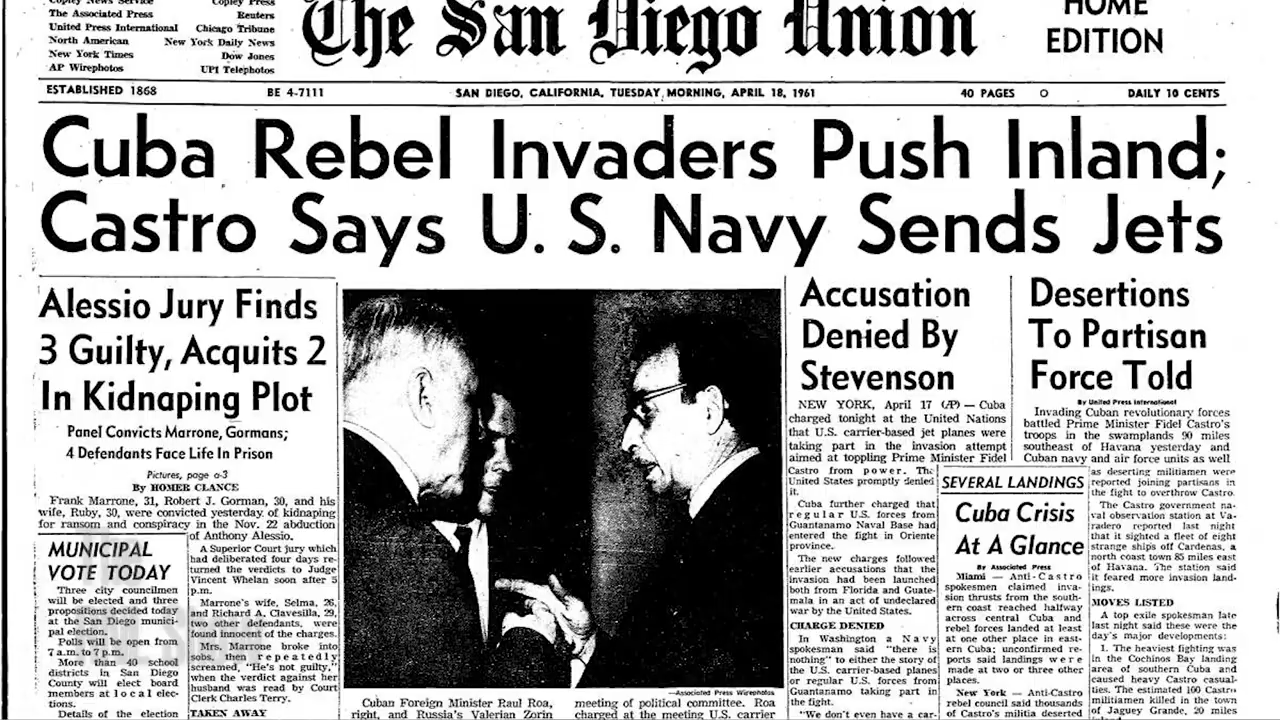 Copley News Service
The Associated Press
United Press International
North American
New York Times
AP Wirephotos
Copley Press
Reuters
Chicago Tribune
New York Daily News
Dow Jones
UPI Telephotos
The San Diego Union
HOME
EDITION
ESTABLISHED 1868 BE 4-7111 SAN DIEGO, CALIFORNIA, TUESDAY MORNING, APRIL 18, 1961 40 PAGES O DAILY 10 CENTS
Cuba Rebel Invaders Push Inland;
Castro Says U. S. Navy Sends Jets
Alessio Jury Finds
3 Guilty, Acquits 2
In Kidnaping Plot
Panel Convicts Marrone, Gormans;
4 Defendants Face Life In Prison
Pictures, page a-3
By HOMER CLANCE
Frank Marrone, 31, Robert J. Gorman, 30, and his
wife, Ruby, 30, were convicted yesterday of kidnaping
for ransom and conspiracy in the Nov. 22 abduction
of Anthony Alessio.
A Superior Court jury which
had deliberated four days re-
turned the verdicts to Judge
Vincent Whelan soon after 5
p.m.
Marrone's wife, Selma, 26,
and Richard A. Clavesilla, 29,
two other defendants, were
found innocent of the charges.
Mrs. Marrone broke into
sobs, then repeatedly
screamed, "He's not guilty,"
when the verdict against her
husband was read by Court
Clerk Charles Terry.
TAKEN AWAY
MUNICIPAL
VOTE TODAY
Three city councilmen
will be elected and three
propositions decided today
at the San Diego munici-
pal election.
Polls will be open from
7 a.m. to 7 p.m.
More than 40 school
districts in San Diego
County will elect board
members at local elec-
tions.
Details of the election
—Associated Press Wirephotos
Cuban Foreign Minister Raul Roa,
right, and Russia's Valerian Zorin
meeting of political committee. Roa
charged at the meeting U.S. carrier
Accusation
Denied By
Stevenson
NEW YORK, April 17 (AP) — Cuba
charged tonight at the United Nations
that U.S. carrier-based jet planes were
taking part in the invasion attempt
aimed at toppling Prime Minister Fidel
Castro from power. The
United States promptly denied
it.
Cuba further charged that
regular U.S. forces from
Guantanamo Naval Base had
entered the fight in Oriente
province.
The new charges followed
earlier accusations that the
invasion had been launched
both from Florida and Guate-
mala in an act of undeclared
war by the United States.
CHARGE DENIED
In Washington a Navy
spokesman said "there is
nothing" to either the story of
the U.S. carrier-based planes
or regular U.S. forces from
Guantanamo taking part in
the fight.
"We don't even have a car-
SEVERAL LANDINGS
Cuba Crisis
At A Glance
By Associated Press
Miami — Anti-Castro
spokesmen claimed inva-
sion thrusts from the south-
ern coast reached halfway
across central Cuba and
rebel forces landed at least
at one other place in east-
ern Cuba; unconfirmed re-
ports said landings were
made at two or three other
places.
New York — Anti-Castro
rebel council said thousands
of Castro's militia deserted
Desertions
To Partisan
Force Told
By United Press International
Invading Cuban revolutionary forces
battled Prime Minister Fidel Castro's
troops in the swamplands 90 miles
southeast of Havana yesterday and
Cuban navy and air force units as well
as deserting militiamen were
reported joining partisans in
the fight to overthrow Castro.
The Castro government na-
val observation station at Va-
radero reported last night
that it sighted a fleet of eight
strange ships off Cardenas, a
north coast town 85 miles east
of Havana. The station said
it feared more invasion land-
ings.
MOVES LISTED
A top exile spokesman late
last night said these were the
day's major developments:
1. The heaviest fighting was
in the Cochinos Bay landing
area of southern Cuba and
caused heavy Castro casual-
ties. The estimated 100 Castro
militiamen killed in the town
of Jaguey Grande, 20 miles